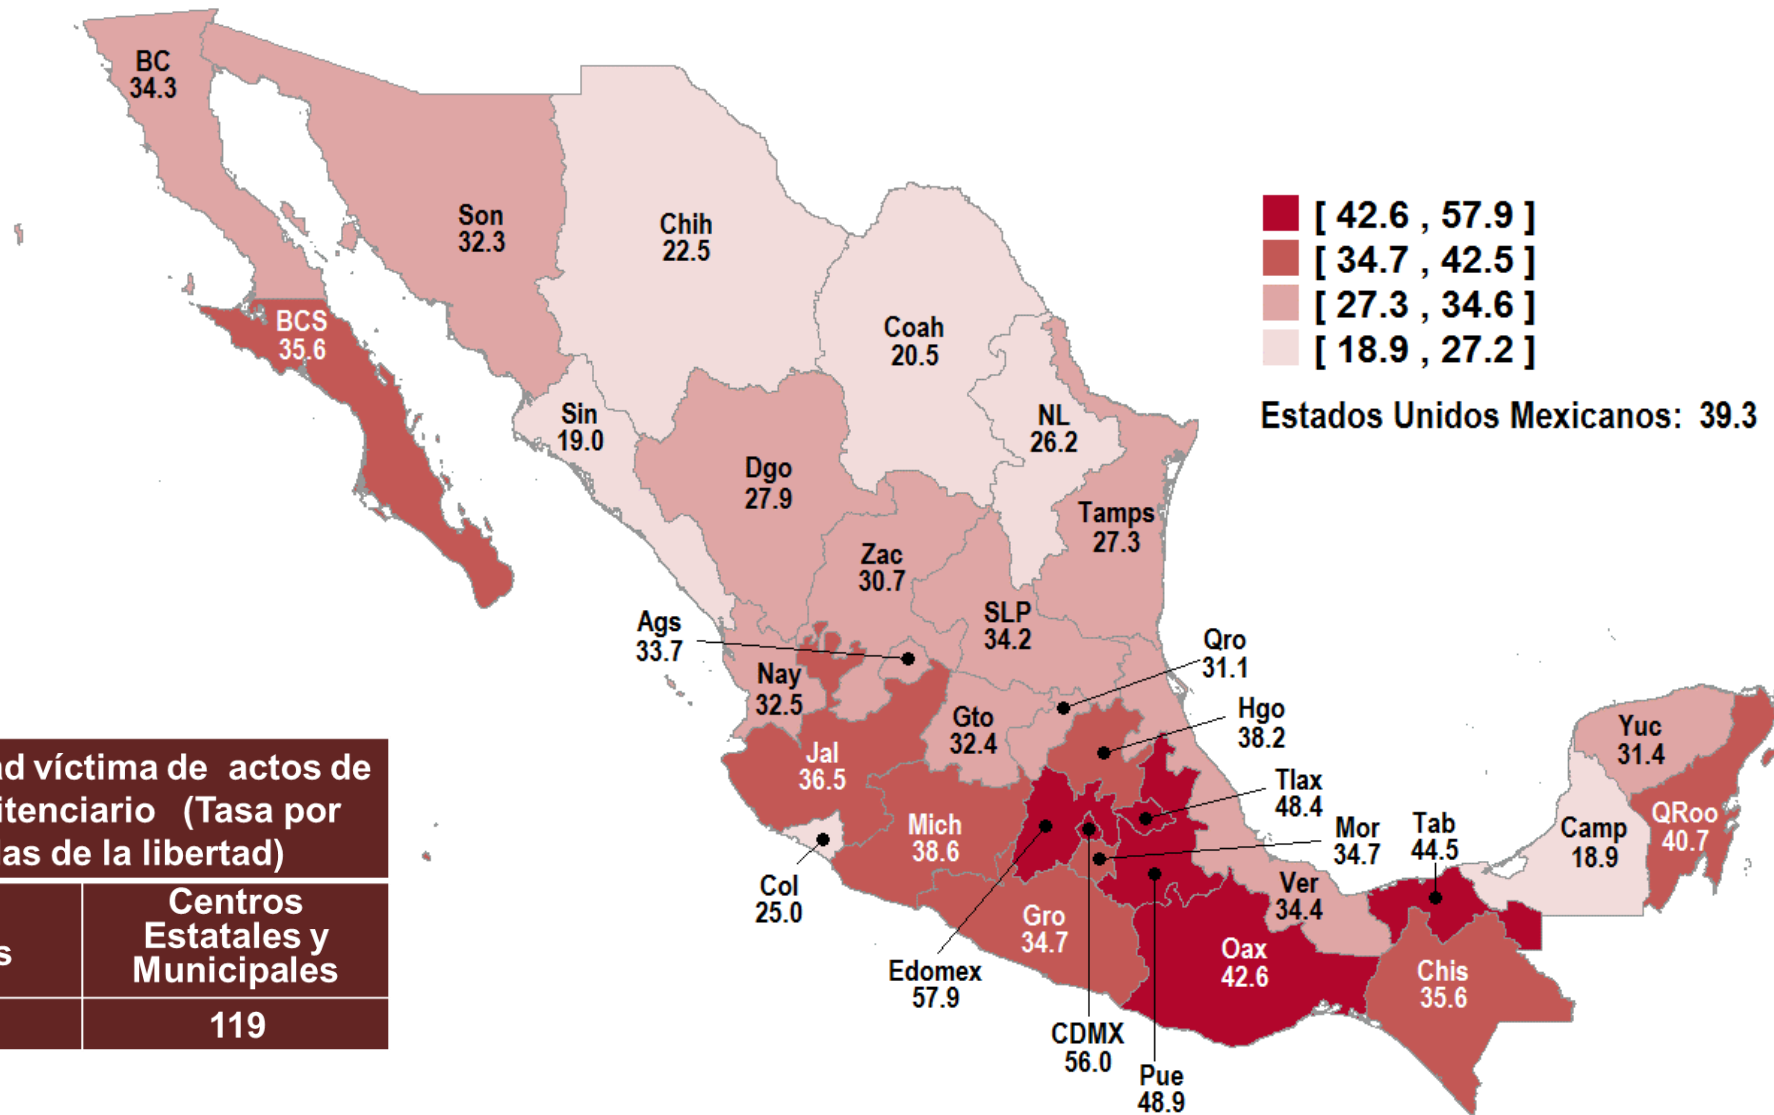 BC
34.3
Son
32.3
Chih
22.5
[ 42.6 , 57.9 ]
[ 34.7 , 42.5 ]
[ 27.3 , 34.6 ]
[ 18.9 , 27.2 ]
Estados Unidos Mexicanos: 39.3
BCS
35.6
Coah
20.5
Sin
19.0
NL
26.2
Dgo
27.9
Tamps
27.3
Zac
30.7
SLP
34.2
Ags
33.7
Qro
31.1
Nay
32.5
Gto
32.4
Hgo
38.2
Yuc
31.4
Jal
36.5
Tlax
48.4
Mich
38.6
Mor
34.7
Tab
44.5
Camp
18.9
QRoo
40.7
Col
25.0
Ver
34.4
Gro
34.7
Oax
42.6
Chis
35.6
Edomex
57.9
CDMX
56.0
Pue
48.9
víctima de actos de
(Tasa por
de la libertad)
Centros
Estatales y
Municipales
119